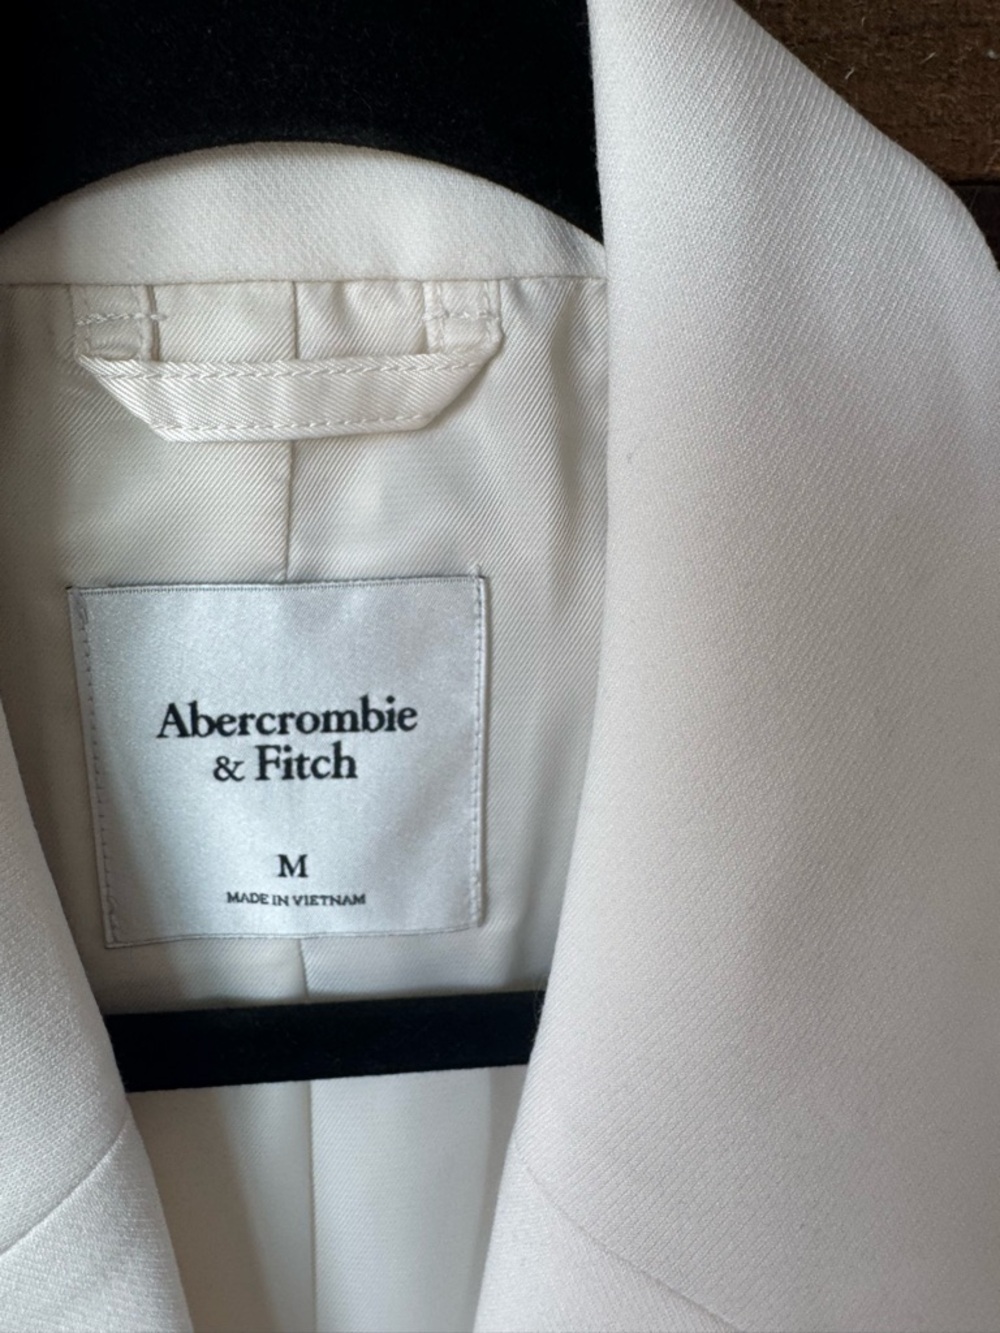 Abercrombie
& Fitch
M
MADE IN VIETNAM